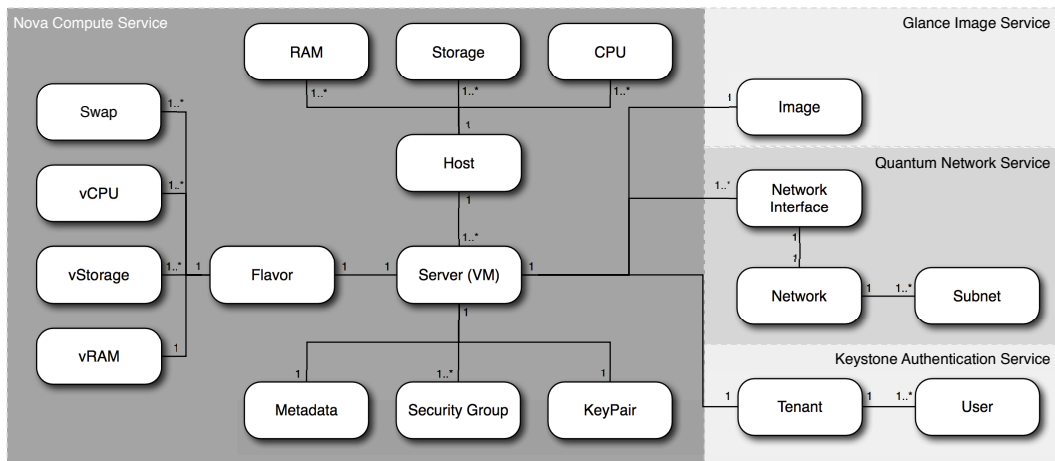 Nova Compute Service
Glance Image Service
RAM
Storage
CPU
1..*
1..*
1..*
1
Swap
1..*
Image
1
Host
1
1..*
Quantum Network Service
vCPU
1..*
Network
Interface
1..*
1
1
vStorage
1..*
1
Flavor
1
1
Server (VM)
1
1
Network
1
1..*
Subnet
vRAM
1
Keystone Authentication Service
1
1..*
1
Metadata
Security Group
KeyPair
1
Tenant
1
1..*
User